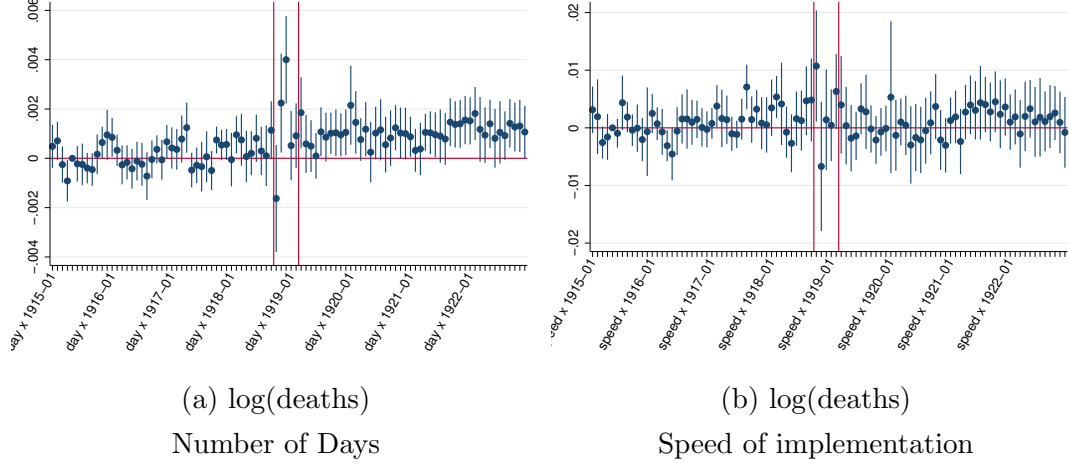 .006
.004
.002
0
-.002
-.004
day x 1915-01
day x 1916-01
day x 1917-01
day x 1918-01
day x 1919-01
day x 1920-01
day x 1921-01
day x 1922-01
(a) log(deaths)
Number of Days
.02
.01
0
-.01
-.02
speed x 1915-01
speed x 1916-01
speed x 1917-01
speed x 1918-01
speed x 1919-01
speed x 1920-01
speed x 1921-01
speed x 1922-01
(b) log(deaths)
Speed of implementation